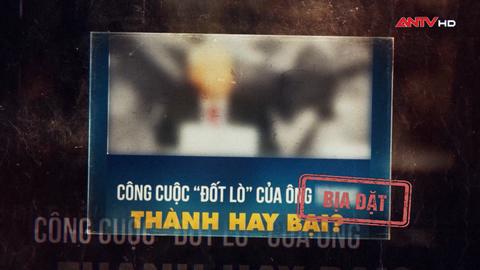 ANTV HD
CÔNG CUỘC “ĐỐT LÒ” CỦA ÔNG
BỊA ĐẶT
THÀNH HAY BẠI?
CÔNG CUỘC “ĐỐT LÒ” CỦA ÔNG